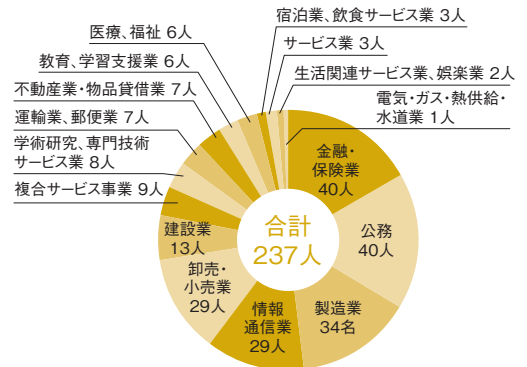 宿泊業、飲食サービス業 3人
医療、福祉 6人
サービス業 3人
教育、学習支援業 6人
生活関連サービス業、娯楽業 2人
不動産業・物品貸借業 7人
電気・ガス・熱供給・
水道業 1人
運輸業、郵便業 7人
学術研究、専門技術
サービス業 8人
複合サービス事業 9人
金融・
保険業
40人
公務
40人
製造業
34名
情報
通信業
29人
卸売・
小売業
29人
建設業
13人
合計
237人